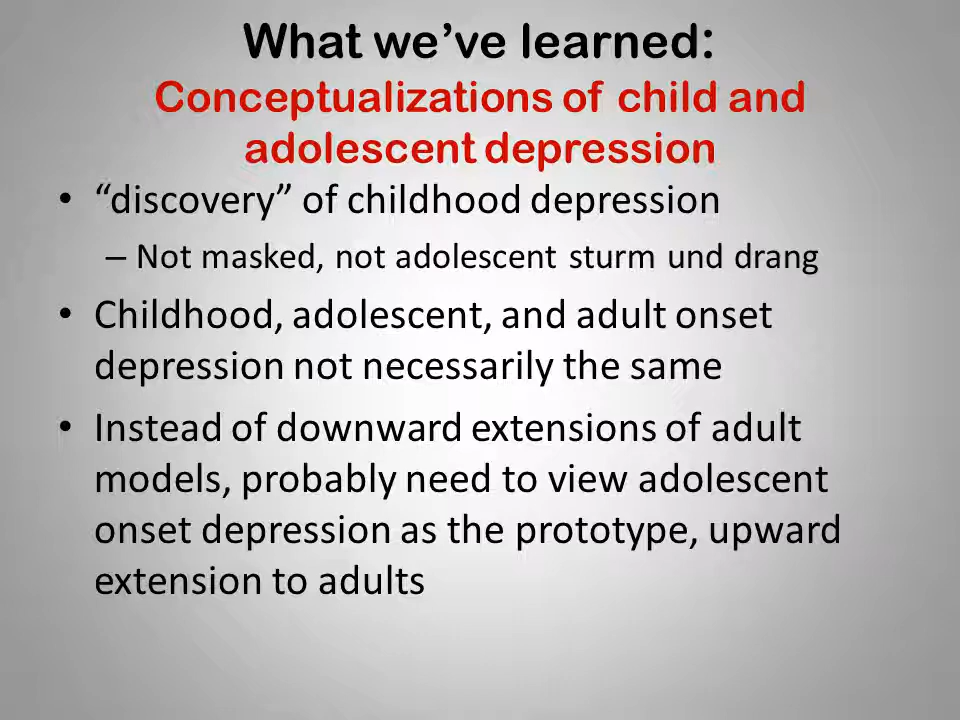 What we’ve learned:
Conceptualizations of child and
adolescent depression
• “discovery” of childhood depression
– Not masked, not adolescent sturm und drang
• Childhood, adolescent, and adult onset
depression not necessarily the same
• Instead of downward extensions of adult
models, probably need to view adolescent
onset depression as the prototype, upward
extension to adults